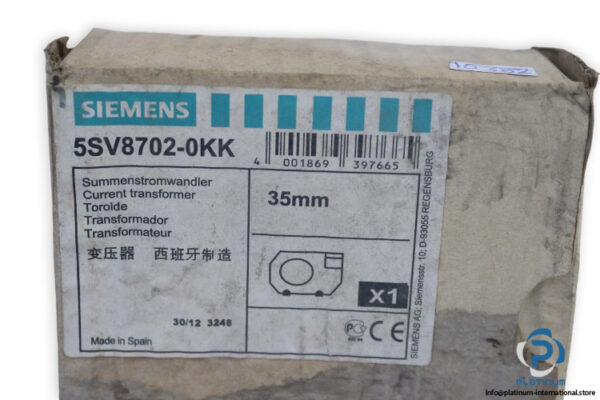 SIEMENS
5SV8702-0KK
4 001869 397665
Summenstromwandler
Current transformer
Toroide
Transformador
Transformateur
变压器 西班牙制造
35mm
X1
30/12 3246
Made in Spain
CE
SIEMENS AG, Siemensstr. 10; D-93055 REGENSBURG
PLATINUM
info@platinum-international.store